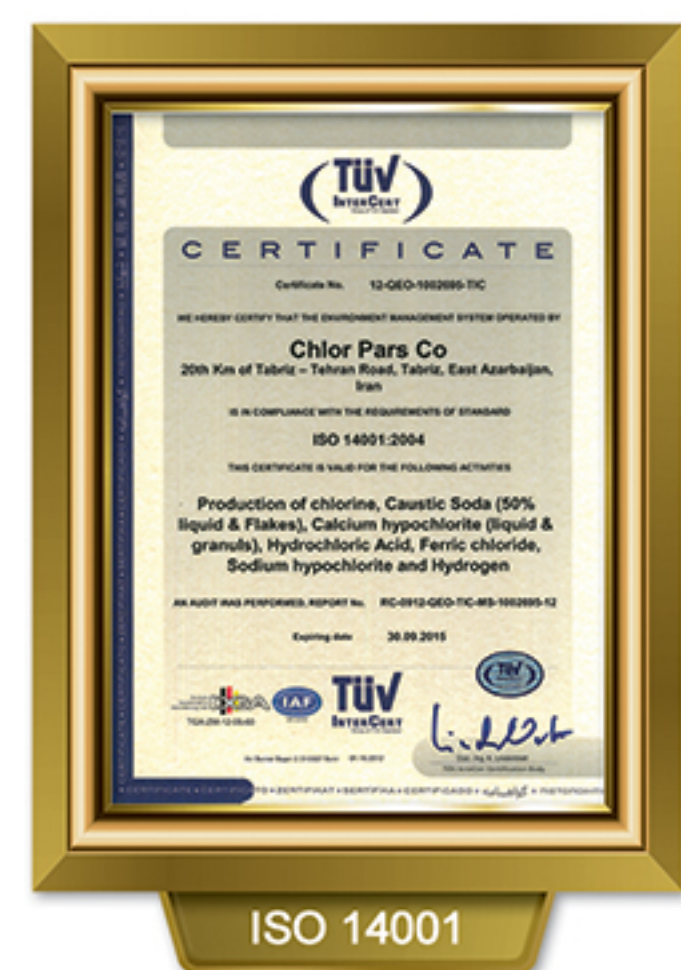 TÜV
INTERCERT
CERTIFICATE
Certificate No. 12-QEO-1002695-TIC
WE HEREBY CERTIFY THAT THE ENVIRONMENT MANAGEMENT SYSTEM OPERATED BY
Chlor Pars Co
20th Km of Tabriz – Tehran Road, Tabriz, East Azarbaijan,
Iran
IS IN COMPLIANCE WITH THE REQUIREMENTS OF STANDARD
ISO 14001:2004
THIS CERTIFICATE IS VALID FOR THE FOLLOWING ACTIVITIES
Production of chlorine, Caustic Soda (50%
liquid & Flakes), Calcium hypochlorite (liquid &
granuls), Hydrochloric Acid, Ferric chloride,
Sodium hypochlorite and Hydrogen
AN AUDIT WAS PERFORMED, REPORT No. RC-0912-QEO-TIC-MS-1002695-12
Expiring date 30.09.2015
IAF
TÜV
INTERCERT
TÜV
ISO 14001